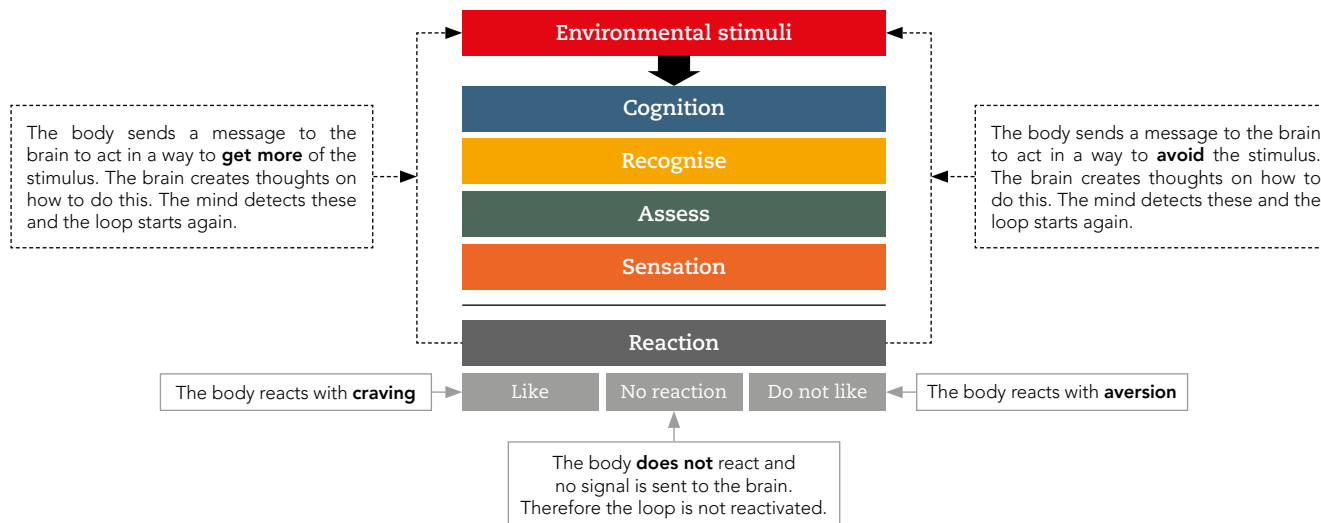 Environmental stimuli
Cognition
The body sends a message to the
brain to act in a way to get more of the
stimulus. The brain creates thoughts on
how to do this. The mind detects these
and the loop starts again.
The body sends a message to the brain
to act in a way to avoid the stimulus.
The brain creates thoughts on how to
do this. The mind detects these and the
loop starts again.
Recognise
Assess
Sensation
Reaction
The body reacts with craving
Like
No reaction
Do not like
The body reacts with aversion
The body does not react and
no signal is sent to the brain.
Therefore the loop is not reactivated.